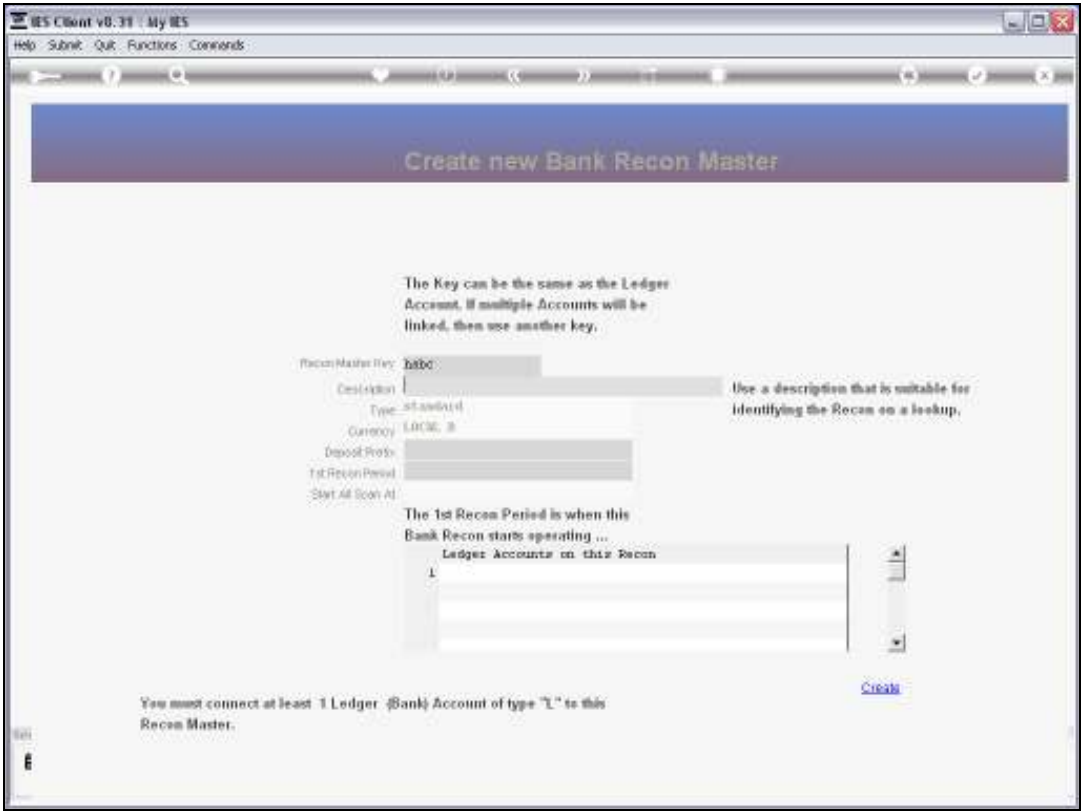 IES Client v8.31 : My IES
Help Submit Quit Functions Commands
Create new Bank Recon Master
The Key can be the same as the Ledger
Account. If multiple Accounts will be
linked, then use another key.
Recon Master Key hsbc
Description
Use a description that is suitable for
identifying the Recon on a lookup.
Type standard
Currency LOCAL
Deposit Prefix
1st Recon Period
Start All Scan At
The 1st Recon Period is when this
Bank Recon starts operating ...
Ledger Accounts on this Recon
1
Create
You must connect at least 1 Ledger (Bank) Account of type "L" to this
Recon Master.